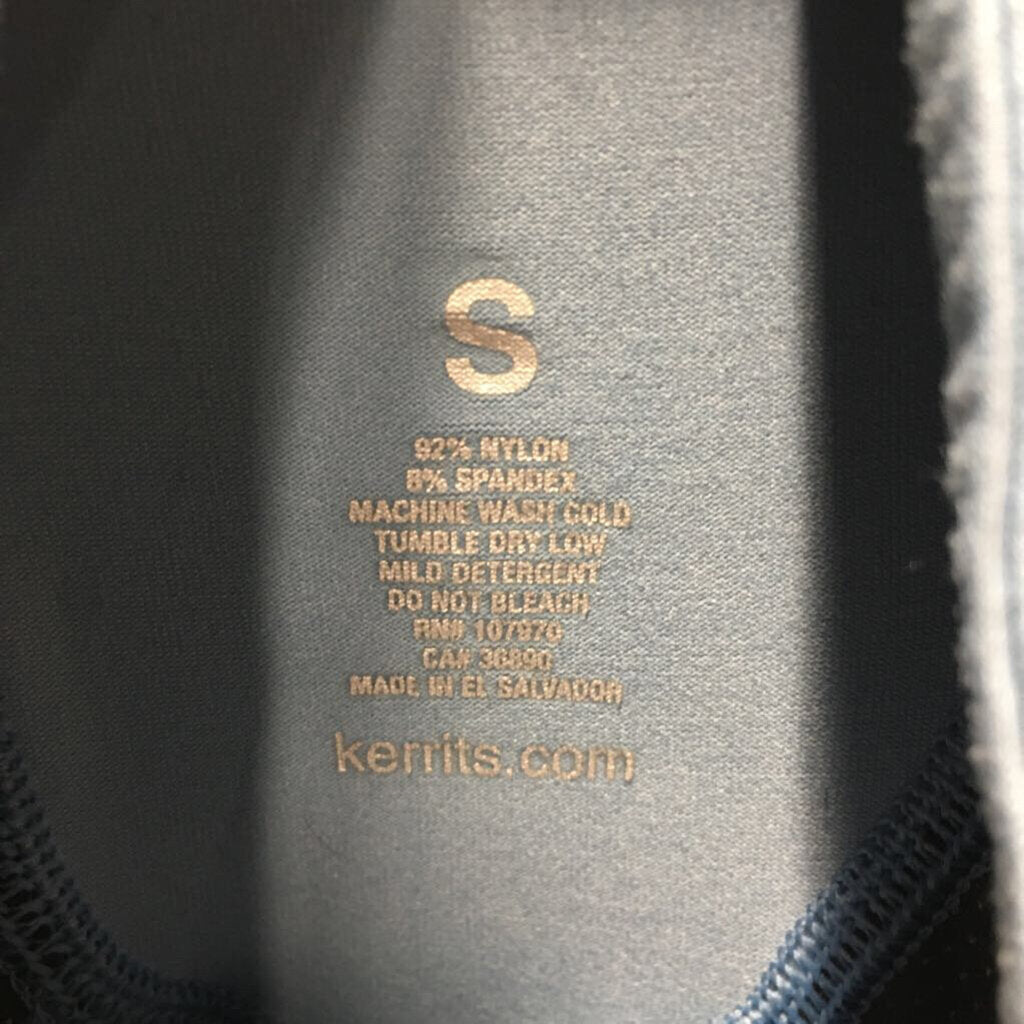 S
92% NYLON
8% SPANDEX
MACHINE WASH COLD
TUMBLE DRY LOW
MILD DETERGENT
DO NOT BLEACH
RN# 107970
CA# 36890
MADE IN EL SALVADOR
kerrits.com